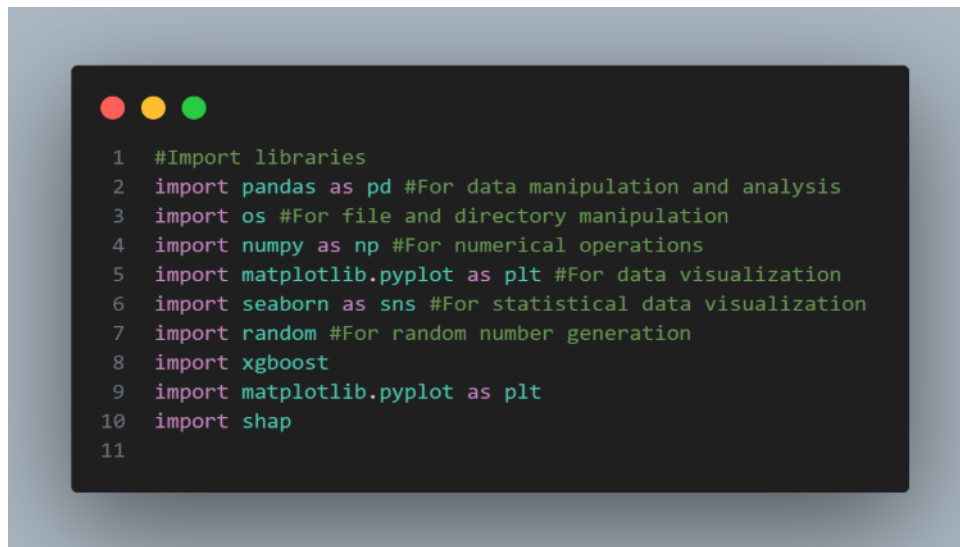 1 #Import libraries
2 import pandas as pd #For data manipulation and analysis
3 import os #For file and directory manipulation
4 import numpy as np #For numerical operations
5 import matplotlib.pyplot as plt #For data visualization
6 import seaborn as sns #For statistical data visualization
7 import random #For random number generation
8 import xgboost
9 import matplotlib.pyplot as plt
10 import shap
11